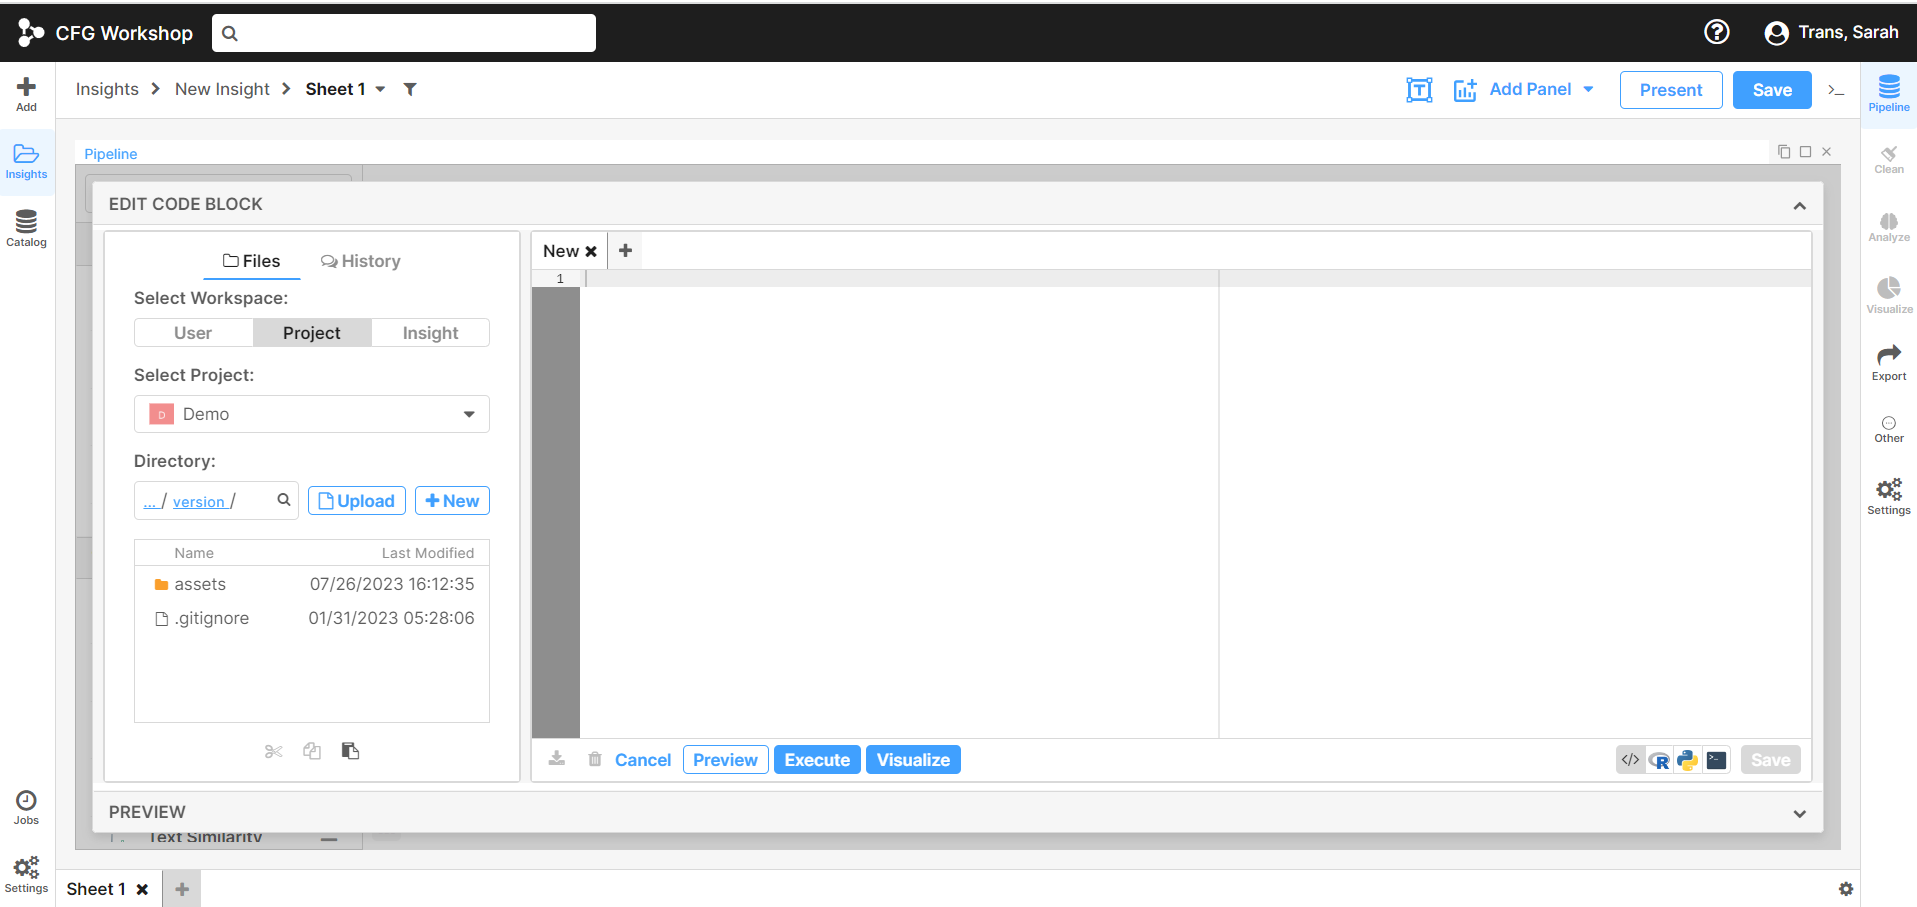 CFG Workshop
Trans, Sarah
Add
Insights
Catalog
Jobs
Settings
Insights > New Insight > Sheet 1
Add Panel
Present
Save
>_
Pipeline
EDIT CODE BLOCK
Files
History
Select Workspace:
User Project Insight
Select Project:
D Demo
Directory:
... / version /
Upload
+ New
Name Last Modified
assets 07/26/2023 16:12:35
.gitignore 01/31/2023 05:28:06
New
1
Cancel
Preview
Execute
Visualize
</> R
Save
PREVIEW
Text Similarity
Sheet 1
Pipeline
Clean
Analyze
Visualize
Export
Other
Settings